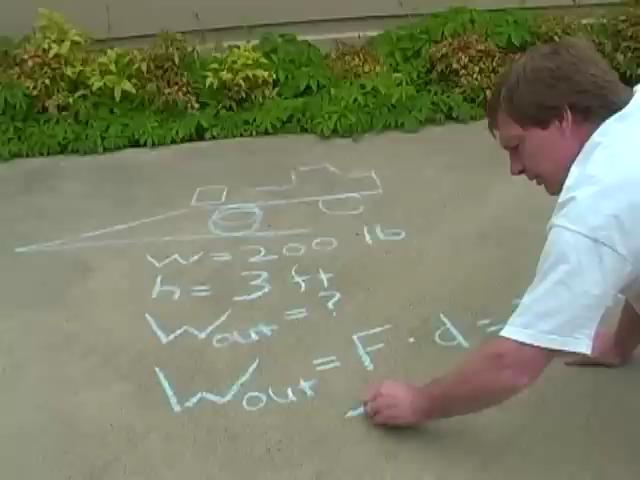 w = 200 lb
h = 3 ft
Wout = ?
Wout = F · d =